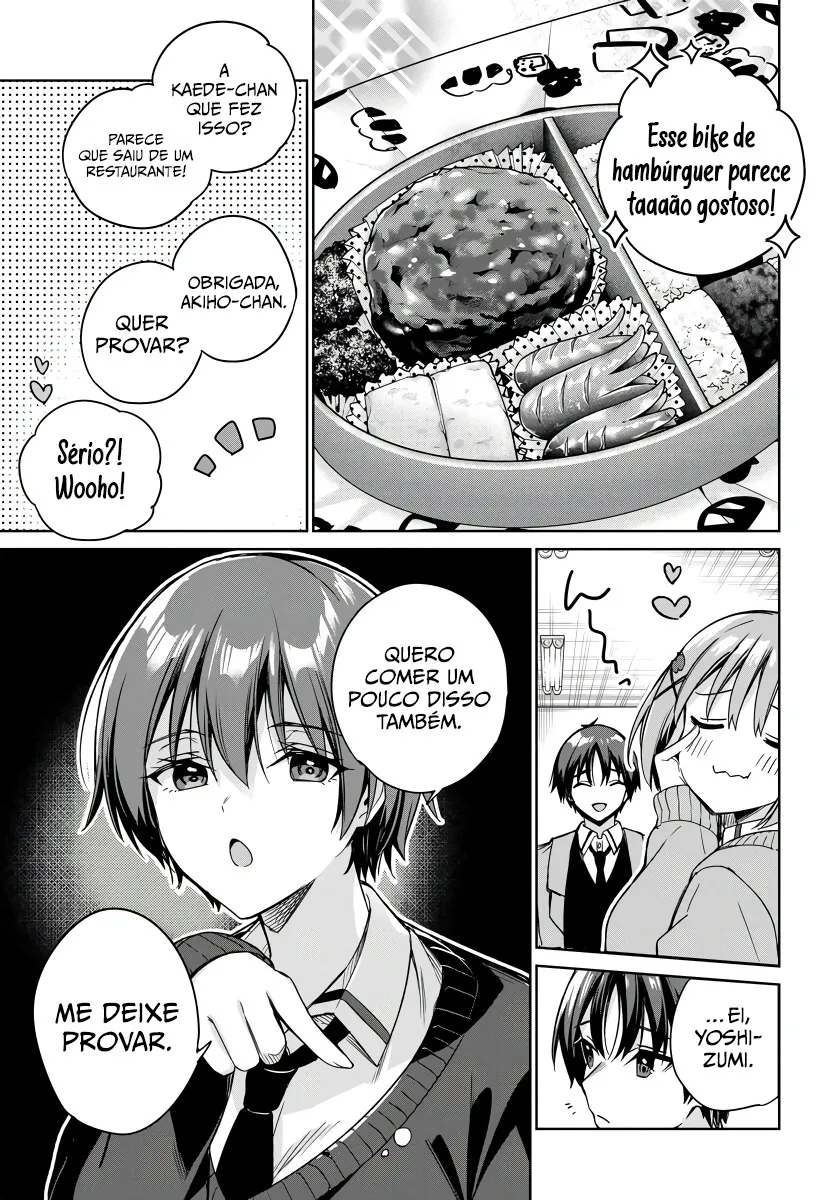 Esse bife de
hambúrguer parece
taaaão gostoso!
A
KAEDE-CHAN
QUE FEZ
ISSO?
PARECE
QUE SAIU DE UM
RESTAURANTE!
OBRIGADA,
AKIHO-CHAN.
QUER
PROVAR?
Sério?!
Wooho!
ん~~
...EI,
YOSHI-
ZUMI.
QUERO
COMER UM
POUCO DISSO
TAMBÉM.
ME DEIXE
PROVAR.